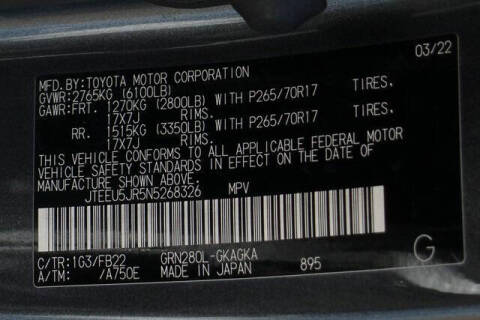 03/22
MFD.BY:TOYOTA MOTOR CORPORATION
GVWR:2765KG (6100LB)
GAWR:FRT. 1270KG (2800LB) WITH P265/70R17 TIRES.
17X7J RIMS.
RR. 1515KG (3350LB) WITH P265/70R17 TIRES.
17X7J RIMS.
THIS VEHICLE CONFORMS TO ALL APPLICABLE FEDERAL MOTOR
VEHICLE SAFETY STANDARDS IN EFFECT ON THE DATE OF
MANUFACTURE SHOWN ABOVE.
JTEEU5JR5N5268326 MPV
C/TR:1G3/FB22 GRN280L-GKAGKA G
A/TM: /A750E MADE IN JAPAN 895